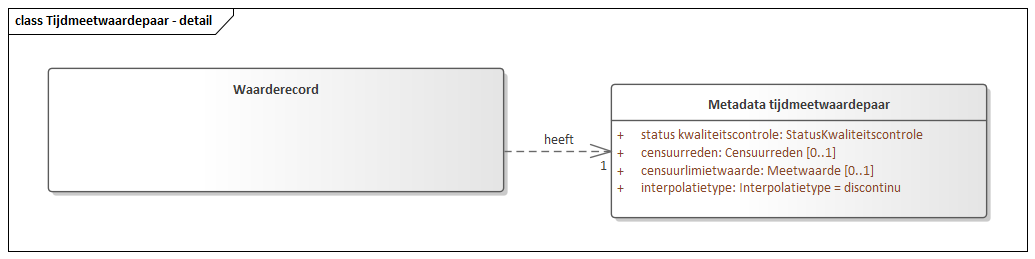 class Tijdmeetwaardepaar - detail
Waarderecord
Metadata tijdmeetwaardepaar
heeft
1
+ status kwaliteitscontrole: StatusKwaliteitscontrole
+ censuurreden: Censuurreden [0..1]
+ censuurlimietwaarde: Meetwaarde [0..1]
+ interpolatietype: Interpolatietype = discontinu